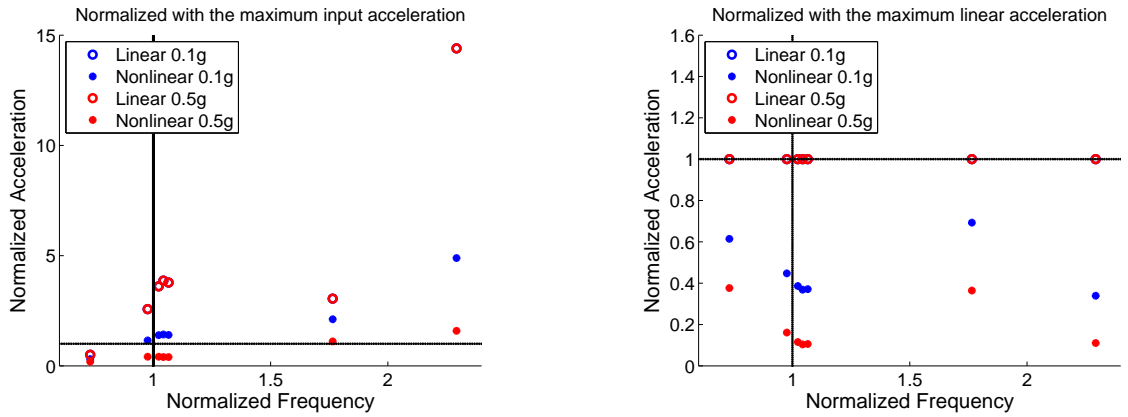 Normalized with the maximum input acceleration
15
10
5
0
Normalized Acceleration
Linear 0.1g
Nonlinear 0.1g
Linear 0.5g
Nonlinear 0.5g
1
1.5
2
Normalized Frequency
Normalized with the maximum linear acceleration
1.6
1.4
1.2
1
0.8
0.6
0.4
0.2
0
Normalized Acceleration
Linear 0.1g
Nonlinear 0.1g
Linear 0.5g
Nonlinear 0.5g
1
1.5
2
Normalized Frequency